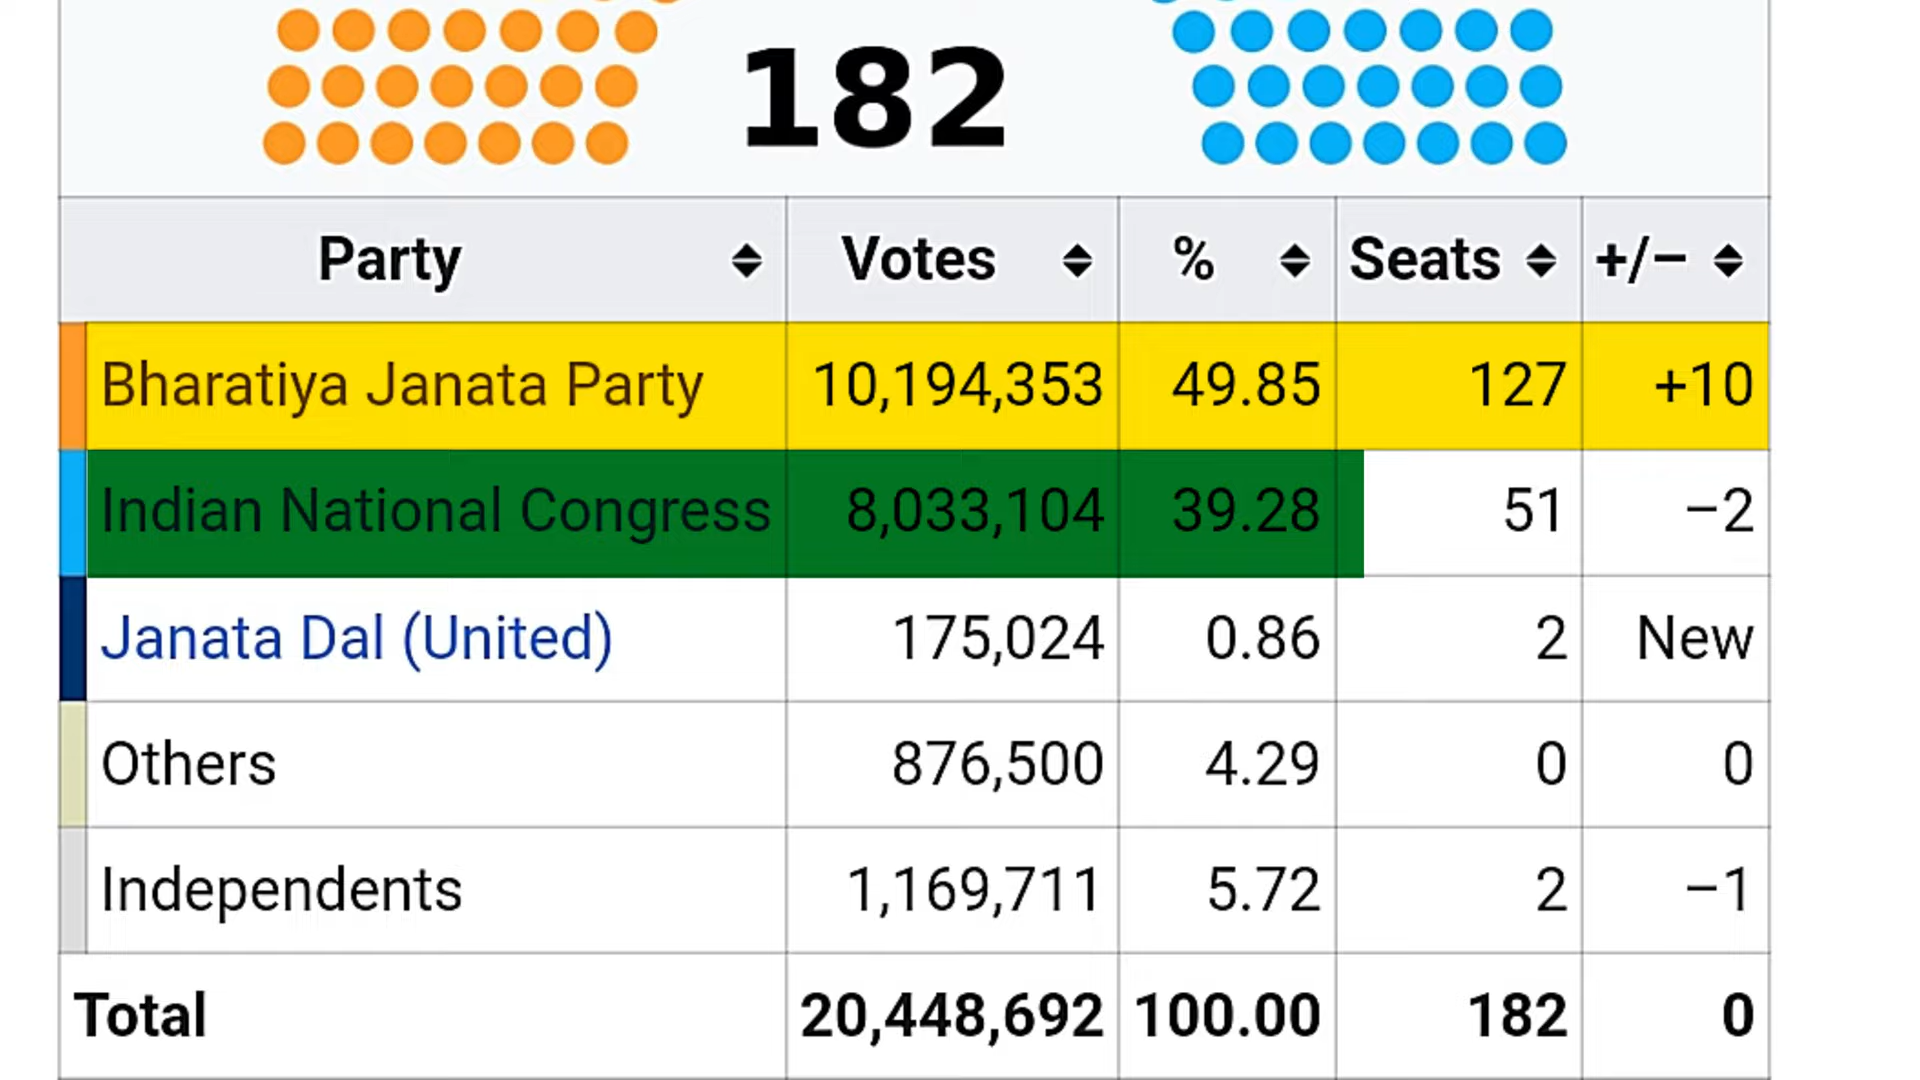 182
Party Votes % Seats +/−
Bharatiya Janata Party 10,194,353 49.85 127 +10
Indian National Congress 8,033,104 39.28 51 −2
Janata Dal (United) 175,024 0.86 2 New
Others 876,500 4.29 0 0
Independents 1,169,711 5.72 2 −1
Total 20,448,692 100.00 182 0